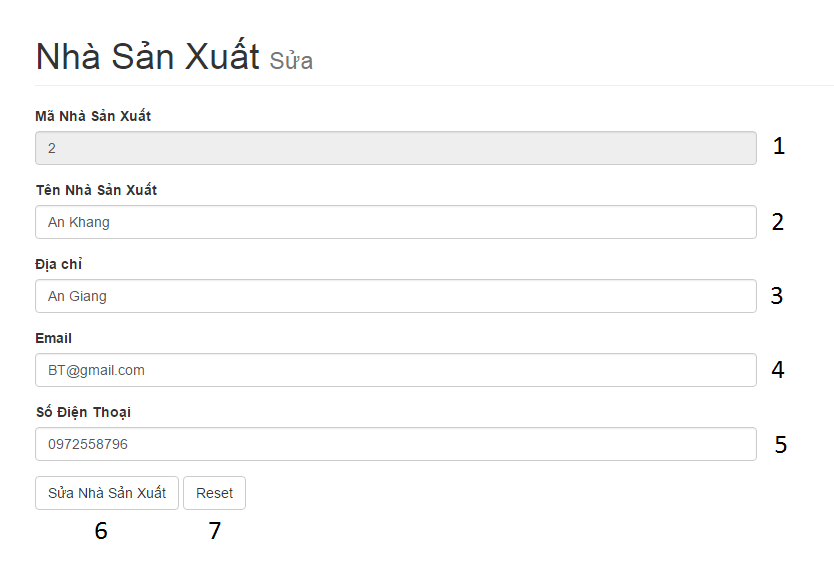 Nhà Sản Xuất Sửa
Mã Nhà Sản Xuất
2 1
Tên Nhà Sản Xuất
An Khang 2
Địa chỉ
An Giang 3
Email
BT@gmail.com 4
Số Điện Thoại
0972558796 5
Sửa Nhà Sản Xuất Reset
6 7